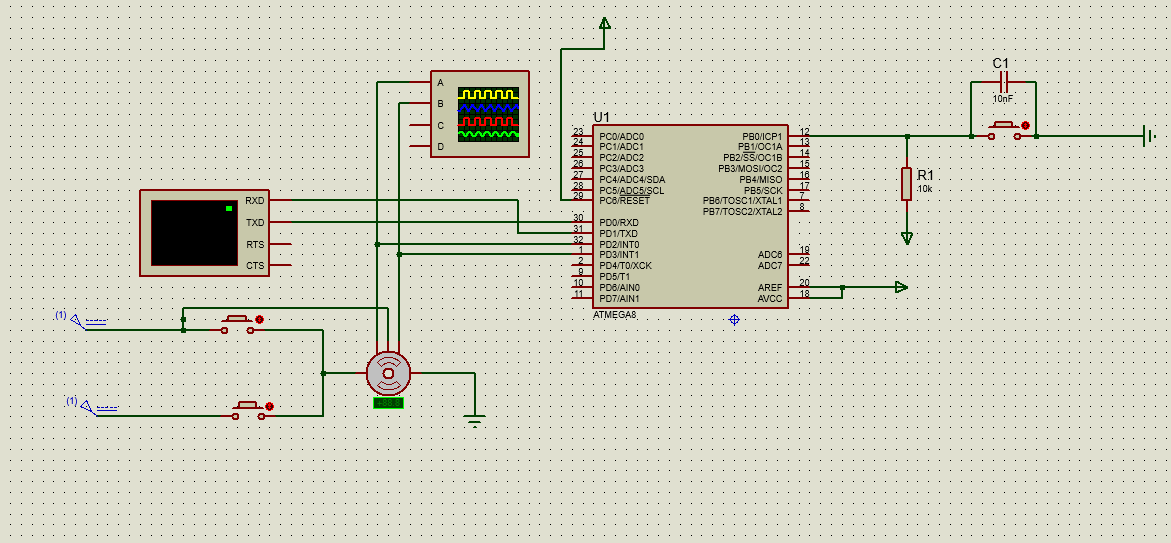 C1
10nF
A
B
C
D
U1
23 PC0/ADC0 PB0/ICP1 12
24 PC1/ADC1 PB1/OC1A 13
25 PC2/ADC2 PB2/SS/OC1B 14
26 PC3/ADC3 PB3/MOSI/OC2 15
27 PC4/ADC4/SDA PB4/MISO 16
28 PC5/ADC5/SCL PB5/SCK 17
29 PC6/RESET PB6/TOSC1/XTAL1 7
PB7/TOSC2/XTAL2 8
30 PD0/RXD
31 PD1/TXD
32 PD2/INT0
1 PD3/INT1 ADC6 19
2 PD4/T0/XCK ADC7 22
9 PD5/T1
10 PD6/AIN0 AREF 20
11 PD7/AIN1 AVCC 18
ATMEGA8
R1
10k
RXD
TXD
RTS
CTS
(1)
(1)